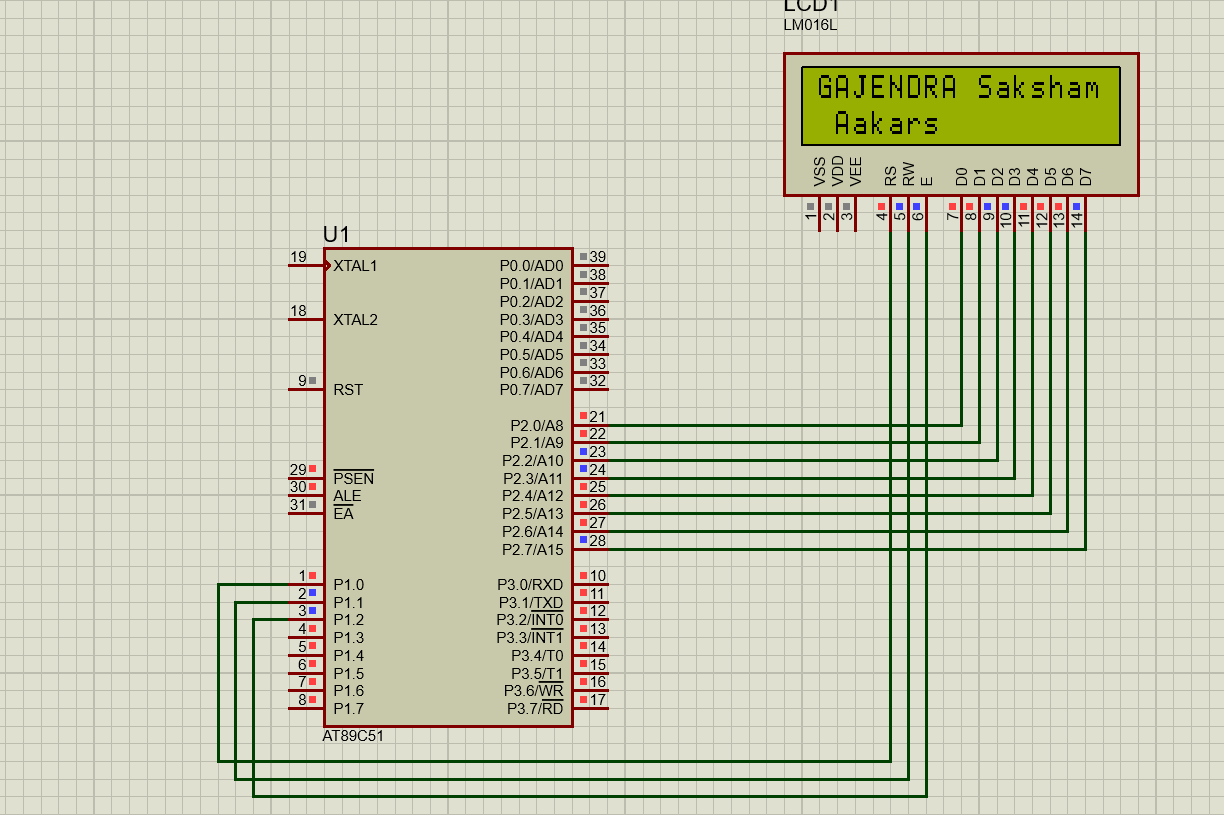 LCD1
LM016L
GAJENDRA Saksham
Aakars
VSS VDD VEE RS RW E D0 D1 D2 D3 D4 D5 D6 D7
1 2 3 4 5 6 7 8 9 10 11 12 13 14
U1
19 XTAL1 P0.0/AD0 39
P0.1/AD1 38
P0.2/AD2 37
18 XTAL2 P0.3/AD3 36
P0.4/AD4 35
P0.5/AD5 34
P0.6/AD6 33
9 RST P0.7/AD7 32
P2.0/A8 21
P2.1/A9 22
P2.2/A10 23
29 PSEN P2.3/A11 24
30 ALE P2.4/A12 25
31 EA P2.5/A13 26
P2.6/A14 27
P2.7/A15 28
1 P1.0 P3.0/RXD 10
2 P1.1 P3.1/TXD 11
3 P1.2 P3.2/INT0 12
4 P1.3 P3.3/INT1 13
5 P1.4 P3.4/T0 14
6 P1.5 P3.5/T1 15
7 P1.6 P3.6/WR 16
8 P1.7 P3.7/RD 17
AT89C51